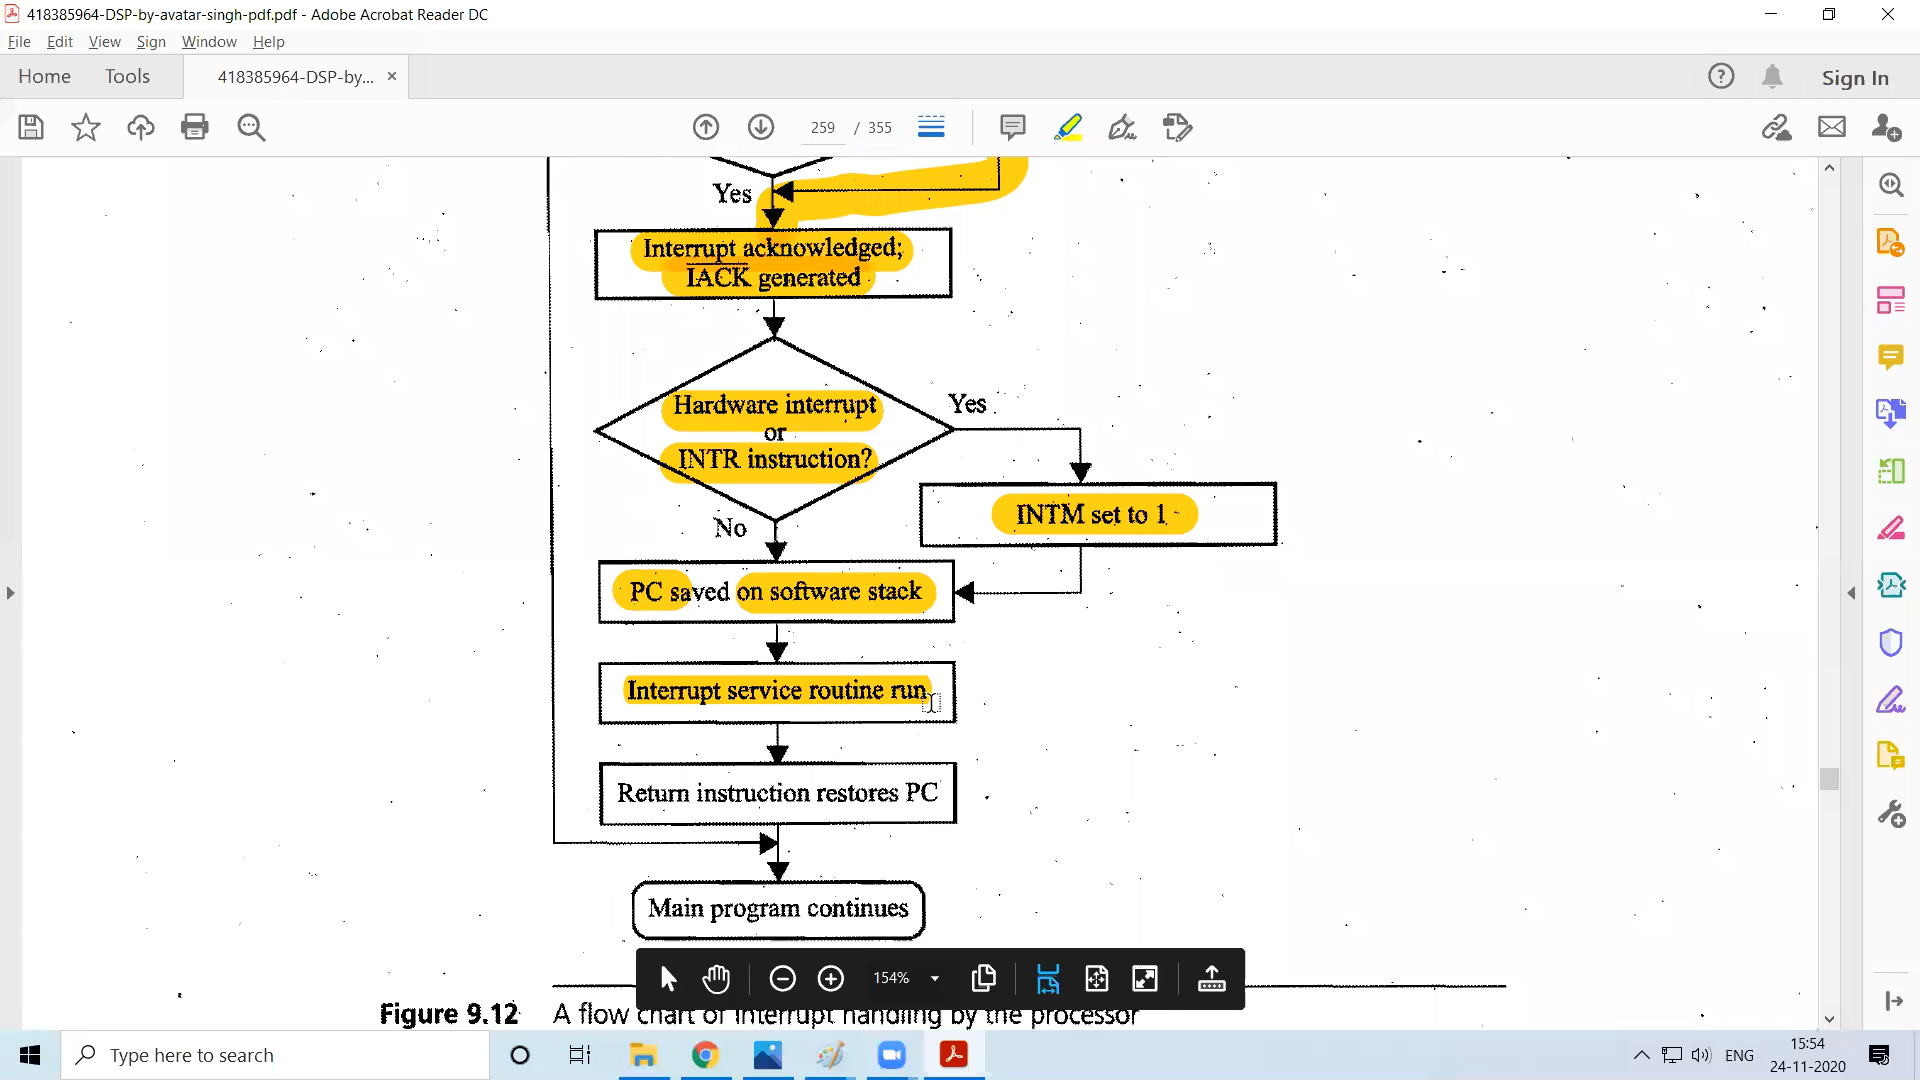 418385964-DSP-by-avatar-singh-pdf.pdf - Adobe Acrobat Reader DC
File Edit View Sign Window Help
Home Tools 418385964-DSP-by... × Sign In
259 / 355
Yes
Interrupt acknowledged;
IACK generated
Hardware interrupt
or
INTR instruction?
Yes
INTM set to 1
No
PC saved on software stack
Interrupt service routine run
Return instruction restores PC
Main program continues
154%
Figure 9.12 A flow chart of interrupt handling by the processor
Type here to search
ENG
15:54
24-11-2020